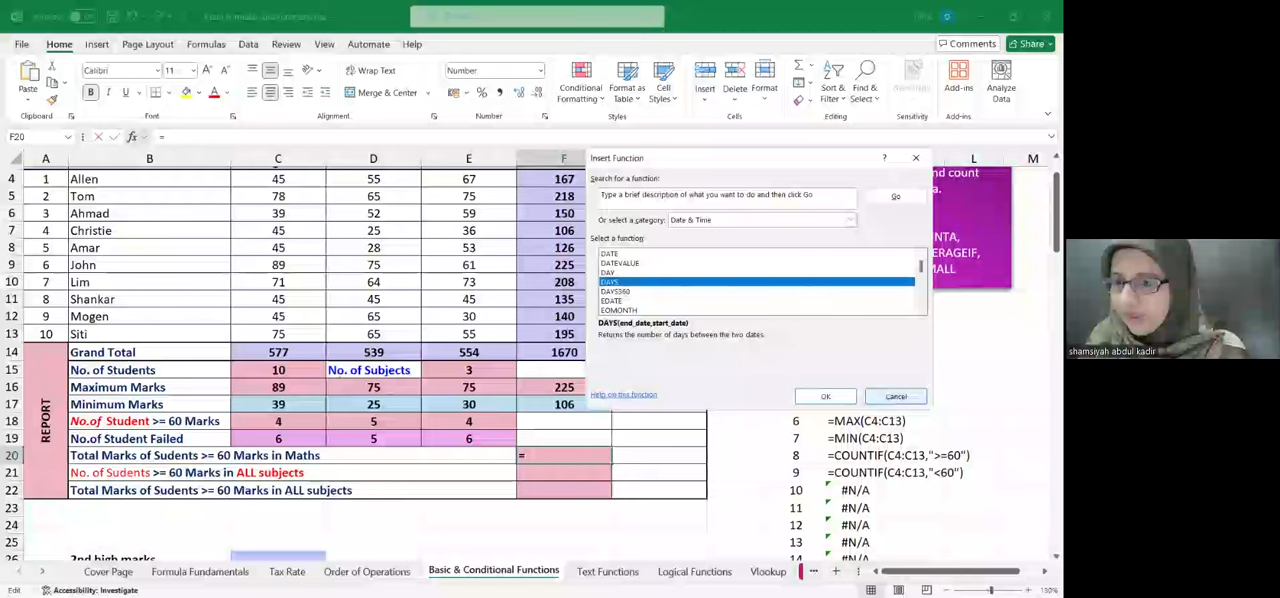 File Home Insert Page Layout Formulas Data Review View Automate Help Comments Share
Paste Calibri 11 Wrap Text Merge & Center Number Conditional Formatting Format as Table Cell Styles Insert Delete Format Sort & Filter Find & Select Add-ins Analyze Data
Clipboard Font Alignment Number Styles Cells Editing Sensitivity Add-ins
F20 fx =
A B C D E F L M
4 1 Allen 45 55 67 167
5 2 Tom 78 65 75 218
6 3 Ahmad 39 52 59 150
7 4 Christie 45 25 36 106
8 5 Amar 45 28 53 126
9 6 John 89 75 61 225
10 7 Lim 71 64 73 208
11 8 Shankar 45 45 45 135
12 9 Mogen 45 65 30 140
13 10 Siti 75 65 55 195
14 Grand Total 577 539 554 1670
15 No. of Students 10 No. of Subjects 3
16 Maximum Marks 89 75 75 225
17 Minimum Marks 39 25 30 106
18 No.of Student >= 60 Marks 4 5 4
19 No.of Student Failed 6 5 6
20 Total Marks of Sudents >= 60 Marks in Maths =
21 No. of Sudents >= 60 Marks in ALL subjects
22 Total Marks of Sudents >= 60 Marks in ALL subjects
REPORT
23
24
25
26 2nd high marks
Insert Function ?
Search for a function:
Type a brief description of what you want to do and then click Go
Go
Or select a category: Date & Time
Select a function:
DATE
DATEVALUE
DAY
DAYS
DAYS360
EDATE
EOMONTH
DAYS(end_date,start_date)
Returns the number of days between the two dates.
Help on this function
OK Cancel
nd count
a.
NTA,
ERAGEIF,
MALL
6 =MAX(C4:C13)
7 =MIN(C4:C13)
8 =COUNTIF(C4:C13,">=60")
9 =COUNTIF(C4:C13,"<60")
10 #N/A
11 #N/A
12 #N/A
13 #N/A
14 #N/A
shamsiyah abdul kadir
Cover Page Formula Fundamentals Tax Rate Order of Operations Basic & Conditional Functions Text Functions Logical Functions Vlookup
Edit Accessibility: Investigate 130%